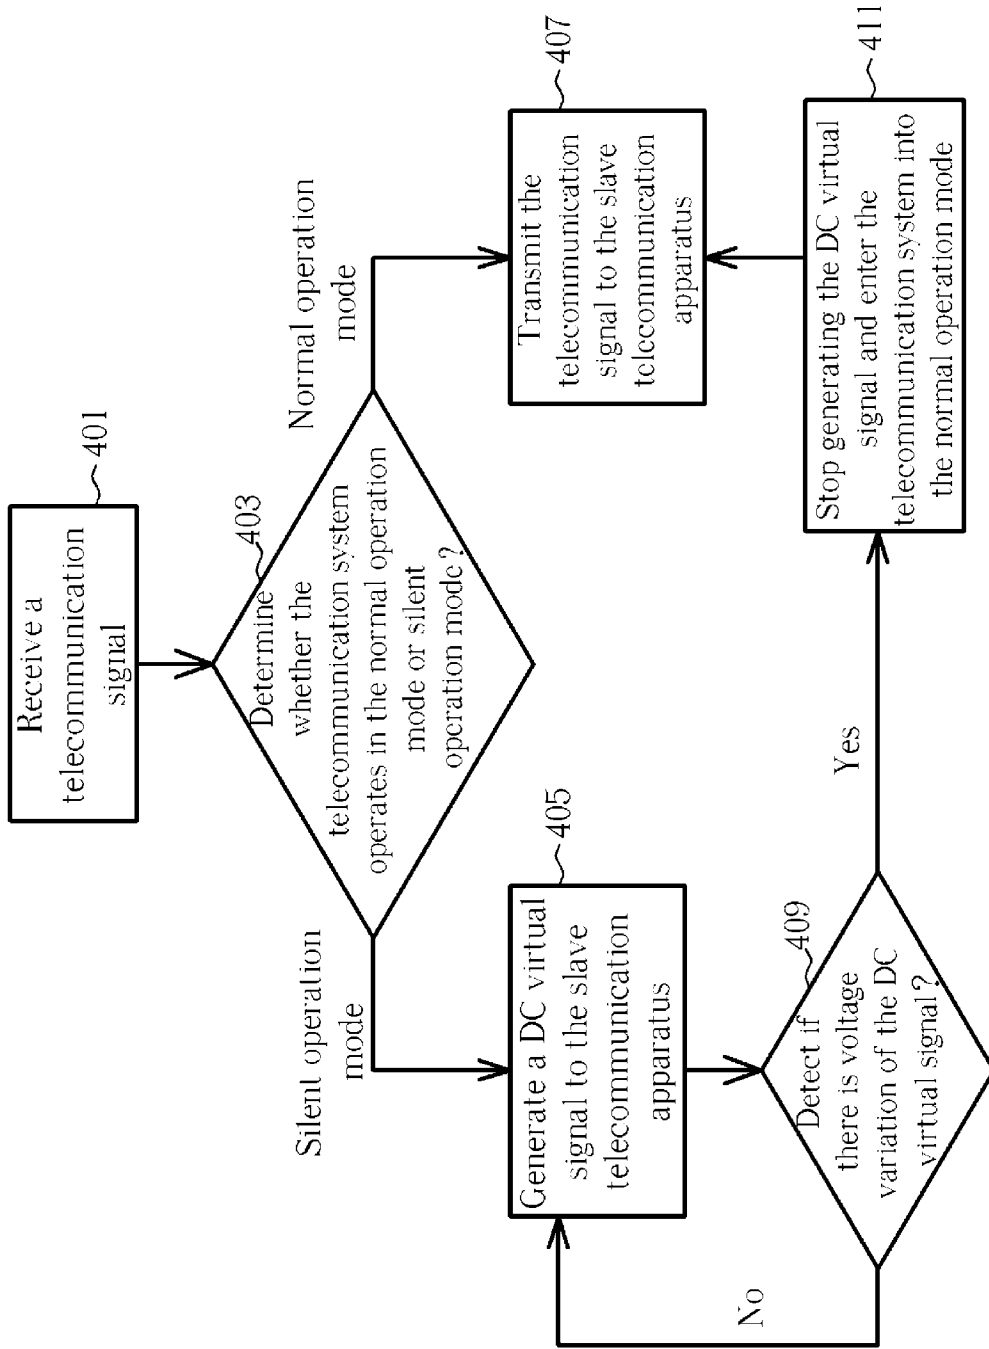 Receive a
telecommunication
signal
401
Determine
whether the
telecommunication system
operates in the normal operation
mode or silent
operation mode?
403
Silent operation
mode
Normal operation
mode
Generate a DC virtual
signal to the slave
telecommunication
apparatus
405
Transmit the
telecommunication
signal to the slave
telecommunication
apparatus
407
Detect if
there is voltage
variation of the DC
virtual signal?
409
No
Yes
Stop generating the DC virtual
signal and enter the
telecommunication system into
the normal operation mode
411